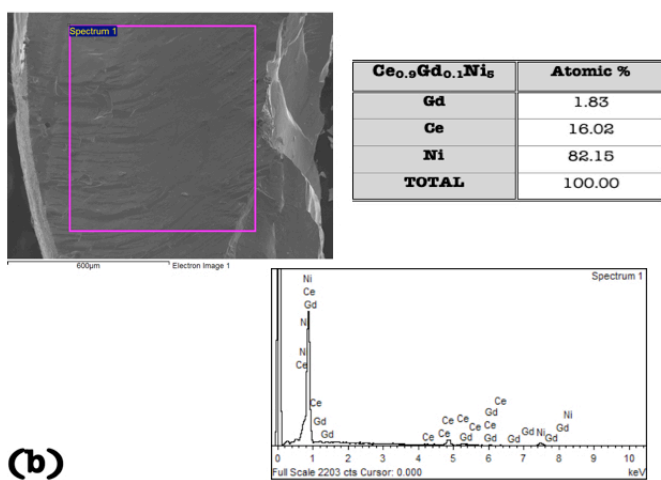 Spectrum 1
600µm
Electron Image 1
Ce0.9Gd0.1Ni5 Atomic %
Gd 1.83
Ce 16.02
Ni 82.15
TOTAL 100.00
Spectrum 1
Ni
Ce
Gd
Ni
N
Ce
Ce
Gd
Gd
Ce
Ce
Ce
Ce
Gd
Ce
Gd
Ce
Gd
Ce
Gd
Gd
Gd
Ni
Gd
Gd
Ni
0 1 2 3 4 5 6 7 8 9 10
Full Scale 2203 cts Cursor: 0.000 keV
(b)